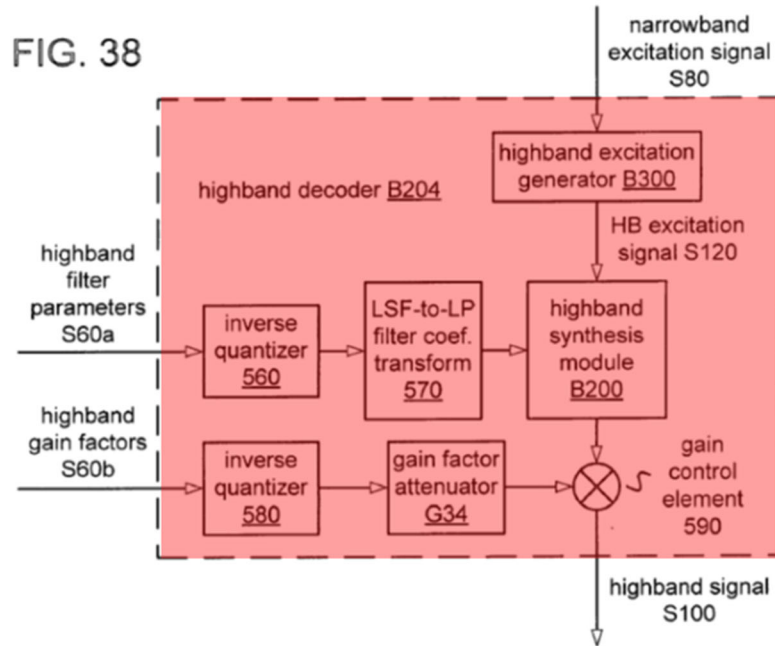 FIG. 38
narrowband
excitation signal
S80
highband decoder B204
highband excitation
generator B300
HB excitation
signal S120
highband
filter
parameters
S60a
inverse
quantizer
560
LSF-to-LP
filter coef.
transform
570
highband
synthesis
module
B200
highband
gain factors
S60b
inverse
quantizer
580
gain factor
attenuator
G34
gain
control
element
590
highband signal
S100